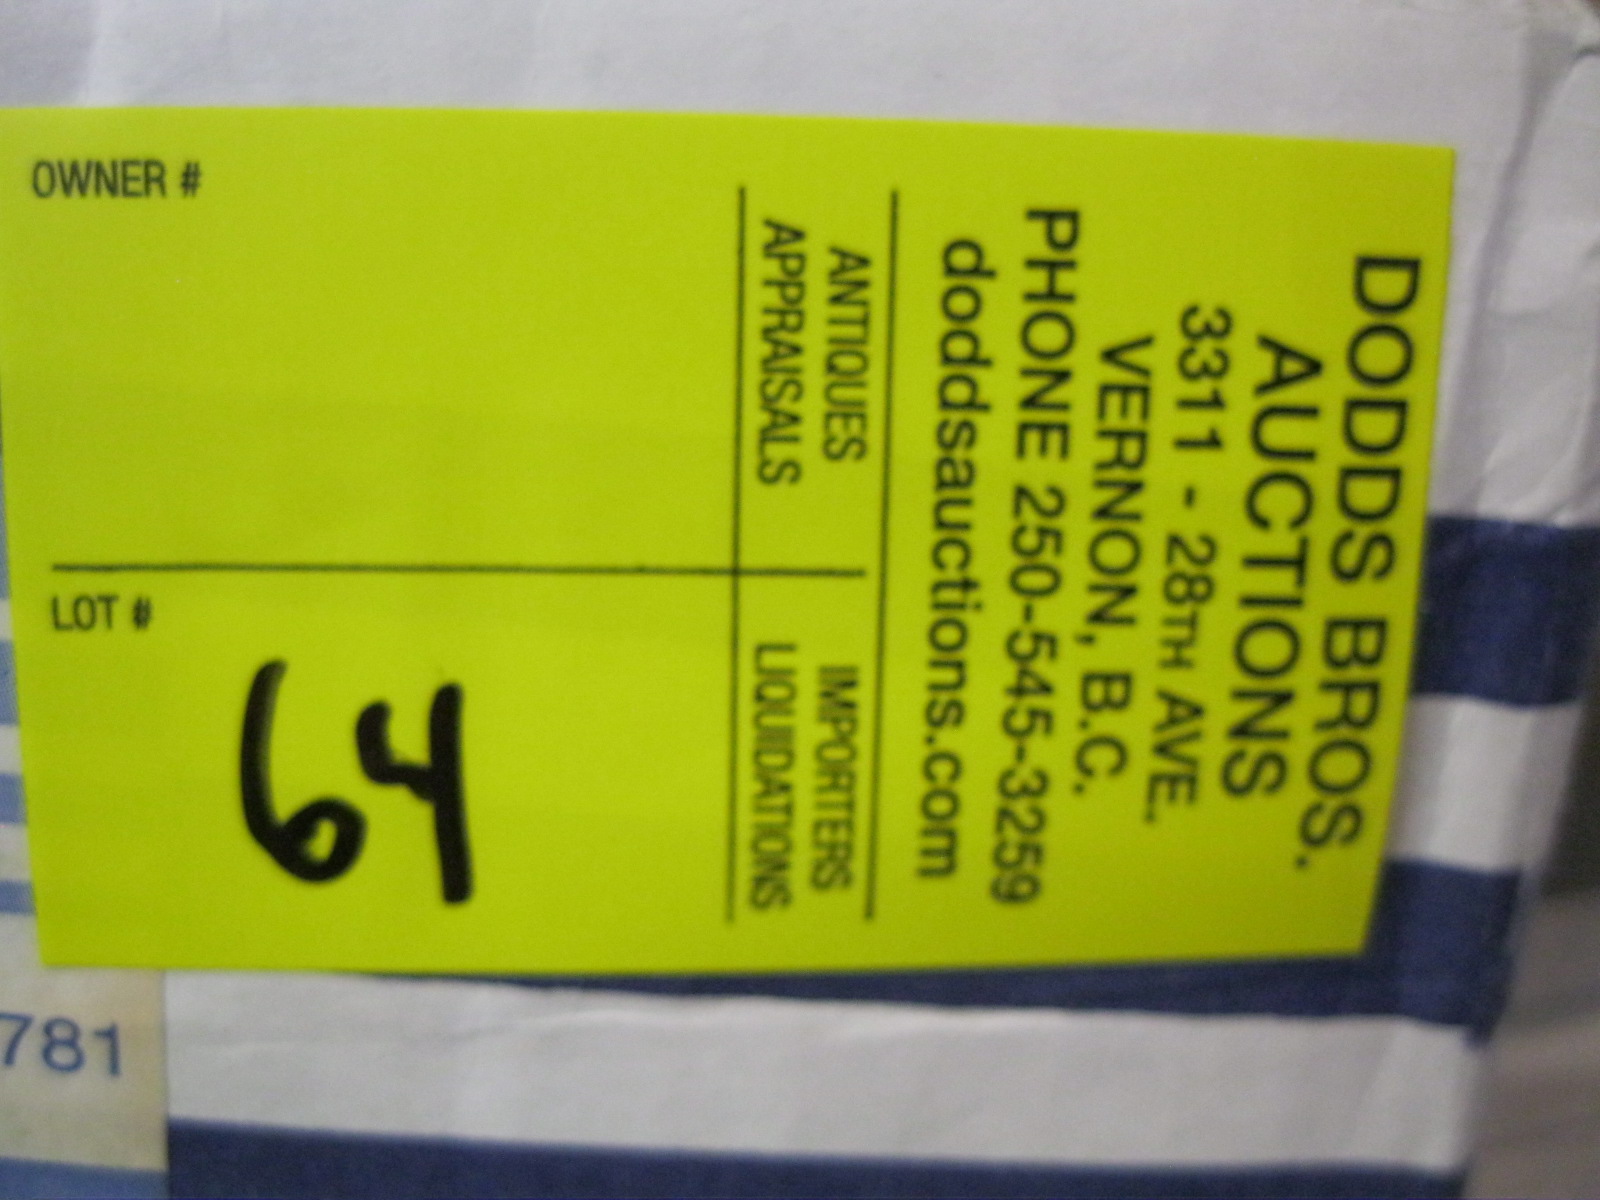 DODDS BROS.
AUCTIONS
3311 - 28TH AVE.
VERNON, B.C.
PHONE 250-545-3259
doddsauctions.com
ANTIQUES
APPRAISALS
IMPORTERS
LIQUIDATIONS
OWNER #
LOT #
64
781